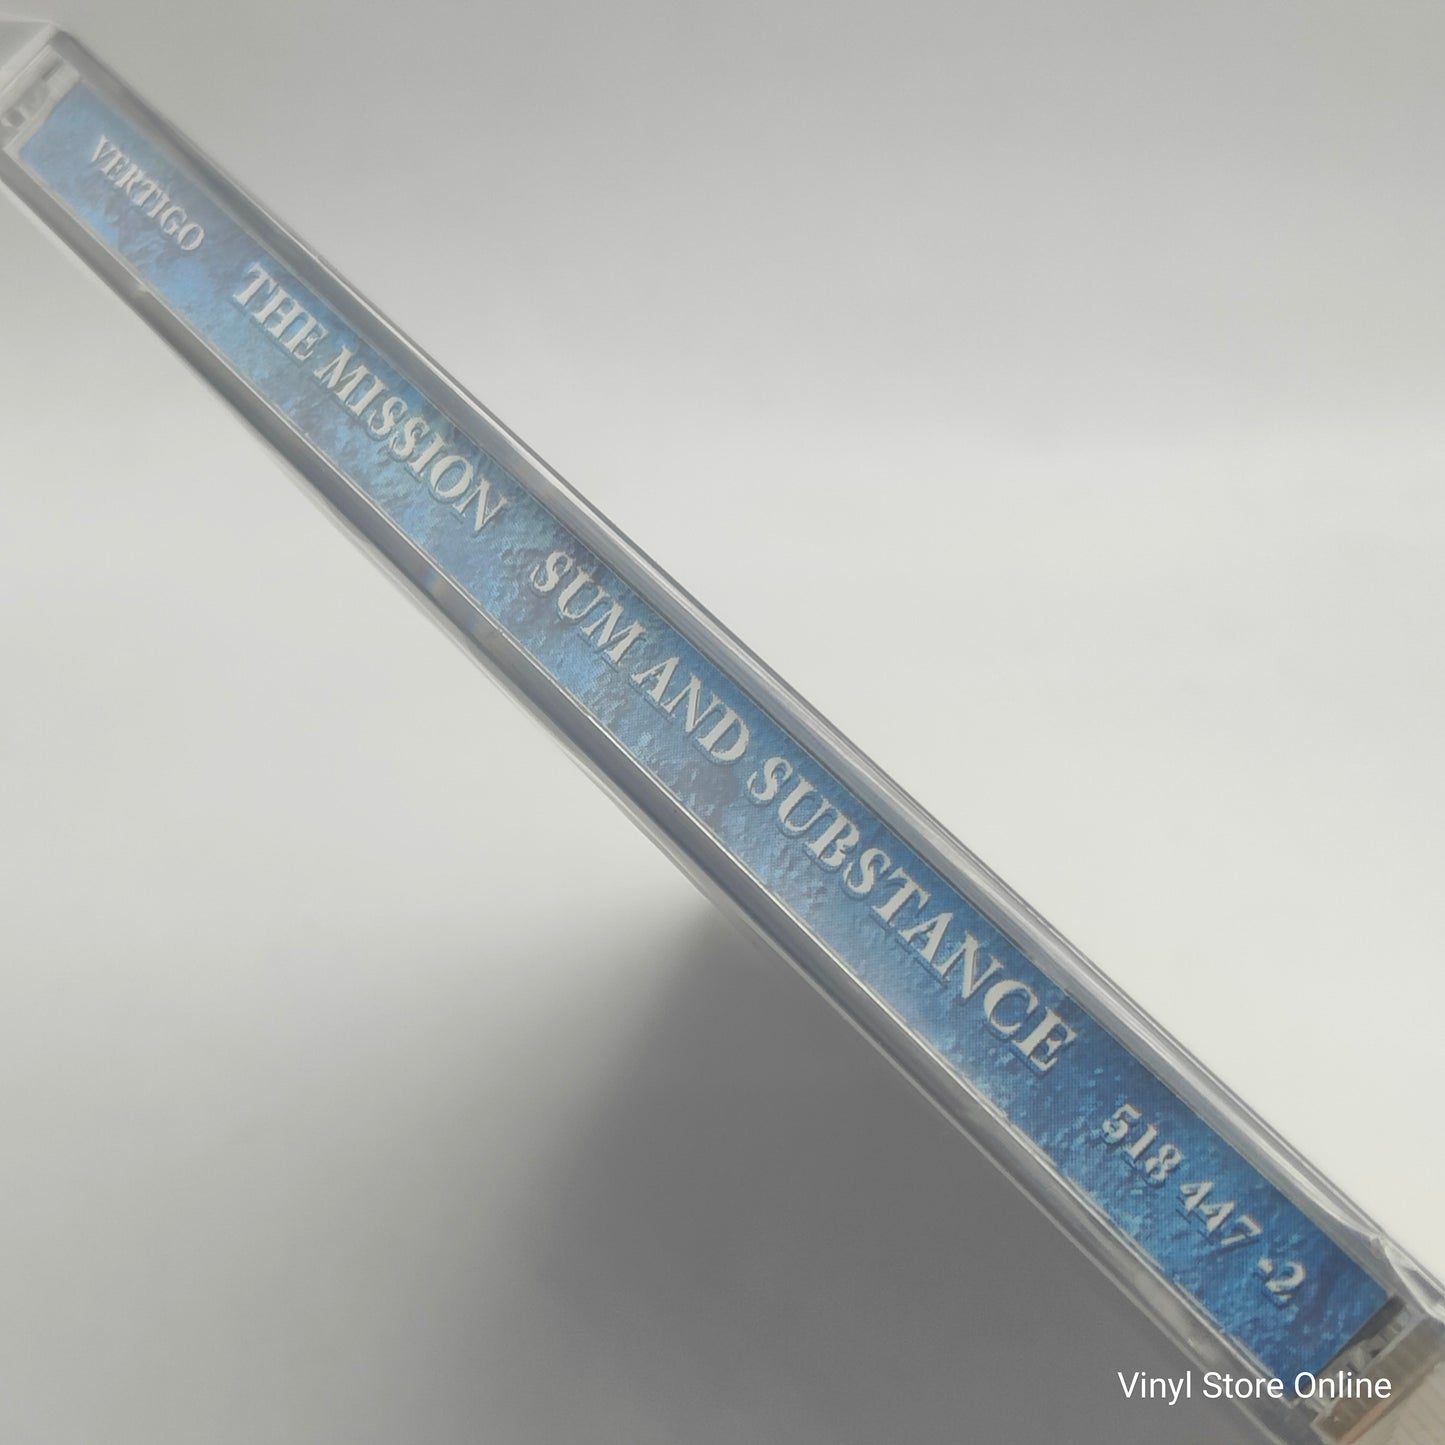 VERTIGO THE MISSION SUM AND SUBSTANCE 518 447 -2
Vinyl Store Online